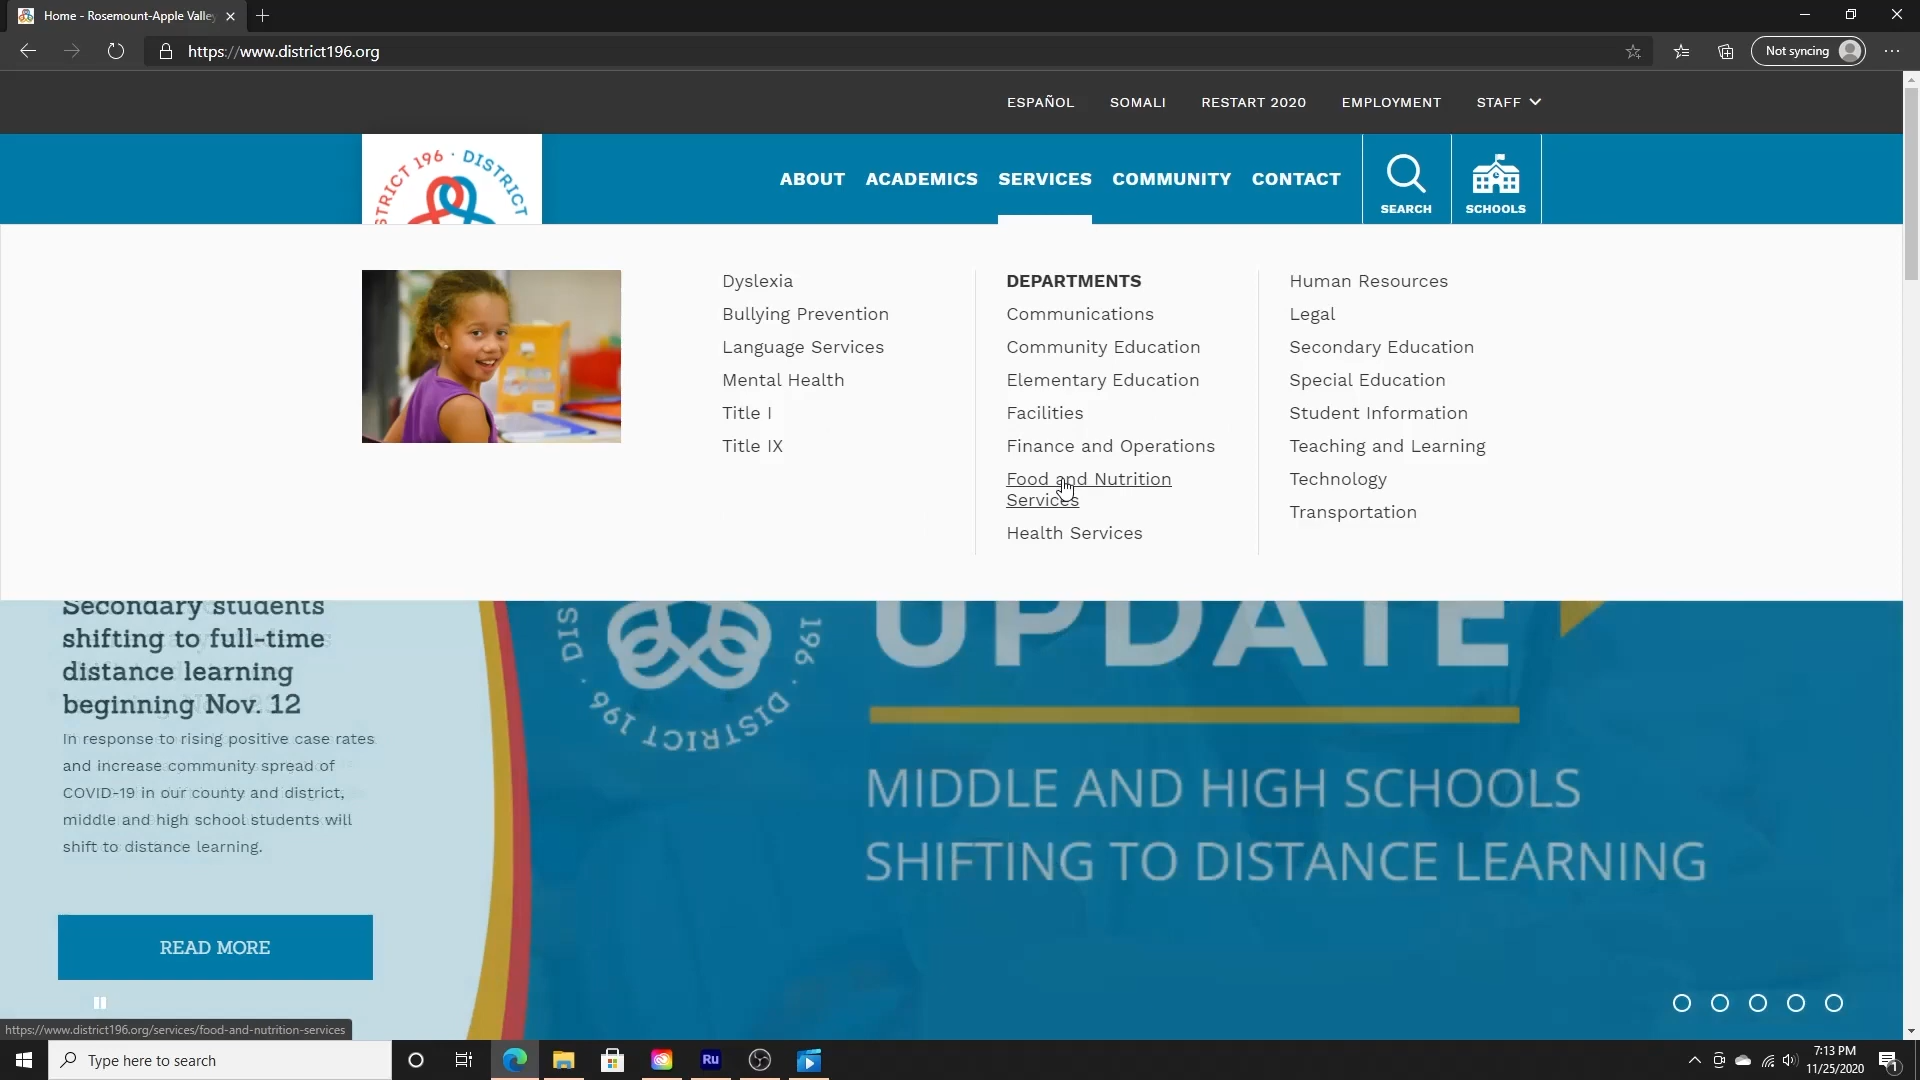 Home - Rosemount-Apple Valley
https://www.district196.org
Not syncing
ESPAÑOL
SOMALI
RESTART 2020
EMPLOYMENT
STAFF
DISTRICT 196 · DISTRICT
ABOUT
ACADEMICS
SERVICES
COMMUNITY
CONTACT
SEARCH
SCHOOLS
Dyslexia
Bullying Prevention
Language Services
Mental Health
Title I
Title IX
DEPARTMENTS
Communications
Community Education
Elementary Education
Facilities
Finance and Operations
Food and Nutrition
Services
Health Services
Human Resources
Legal
Secondary Education
Special Education
Student Information
Teaching and Learning
Technology
Transportation
Secondary students
shifting to full-time
distance learning
beginning Nov. 12
In response to rising positive case rates
and increase community spread of
COVID-19 in our county and district,
middle and high school students will
shift to distance learning.
READ MORE
DIS
196 · DISTRICT 196 ·
UPDATE
MIDDLE AND HIGH SCHOOLS
SHIFTING TO DISTANCE LEARNING
https://www.district196.org/services/food-and-nutrition-services
Type here to search
Ru
7:13 PM
11/25/2020
1